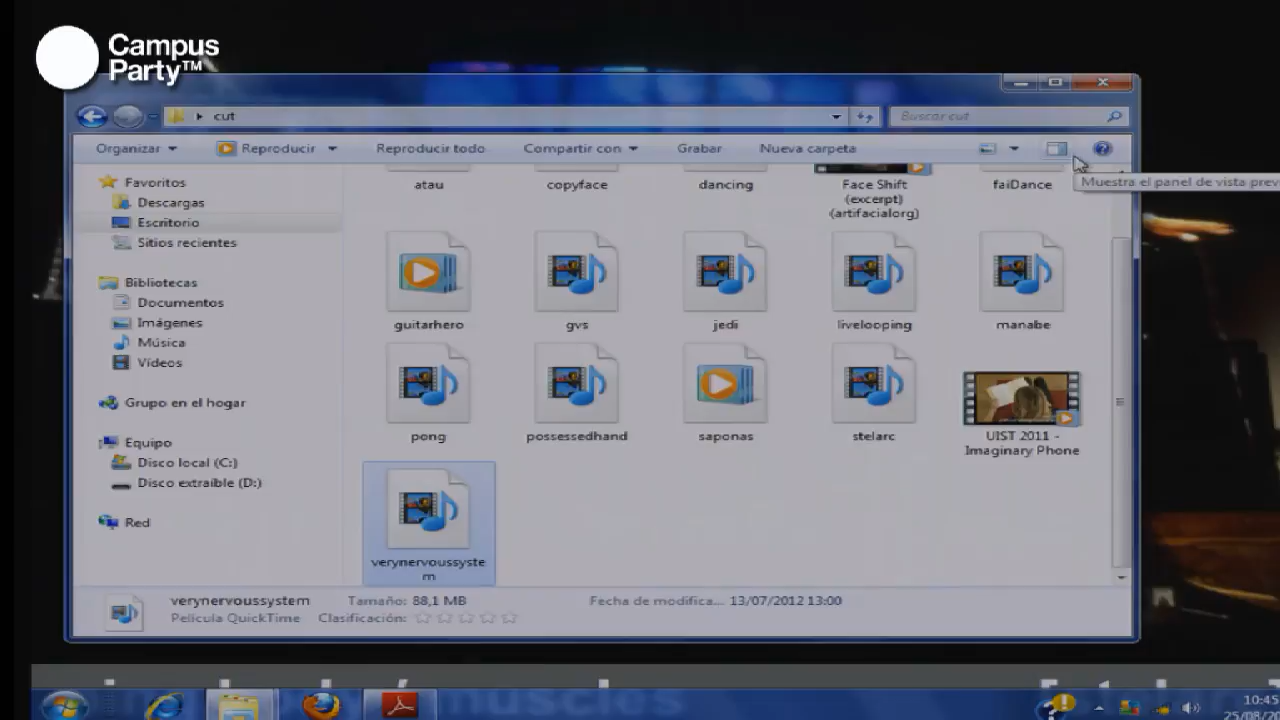 Campus
Party™
cut
Buscar cut
Organizar
Reproducir
Reproducir todo
Compartir con
Grabar
Nueva carpeta
Muestra el panel de vista prev
Favoritos
Descargas
Escritorio
Sitios recientes
Bibliotecas
Documentos
Imágenes
Música
Vídeos
Grupo en el hogar
Equipo
Disco local (C:)
Disco extraíble (D:)
Red
atau
copyface
dancing
Face Shift
(excerpt)
(artifacialorg)
faiDance
guitarhero
gvs
jedi
livelooping
manabe
pong
possessedhand
saponas
stelarc
UIST 2011 -
Imaginary Phone
verynervoussyste
m
verynervoussystem
Tamaño: 88,1 MB
Fecha de modifica... 13/07/2012 13:00
Película QuickTime
Clasificación:
muscles
10:45
25/08/20